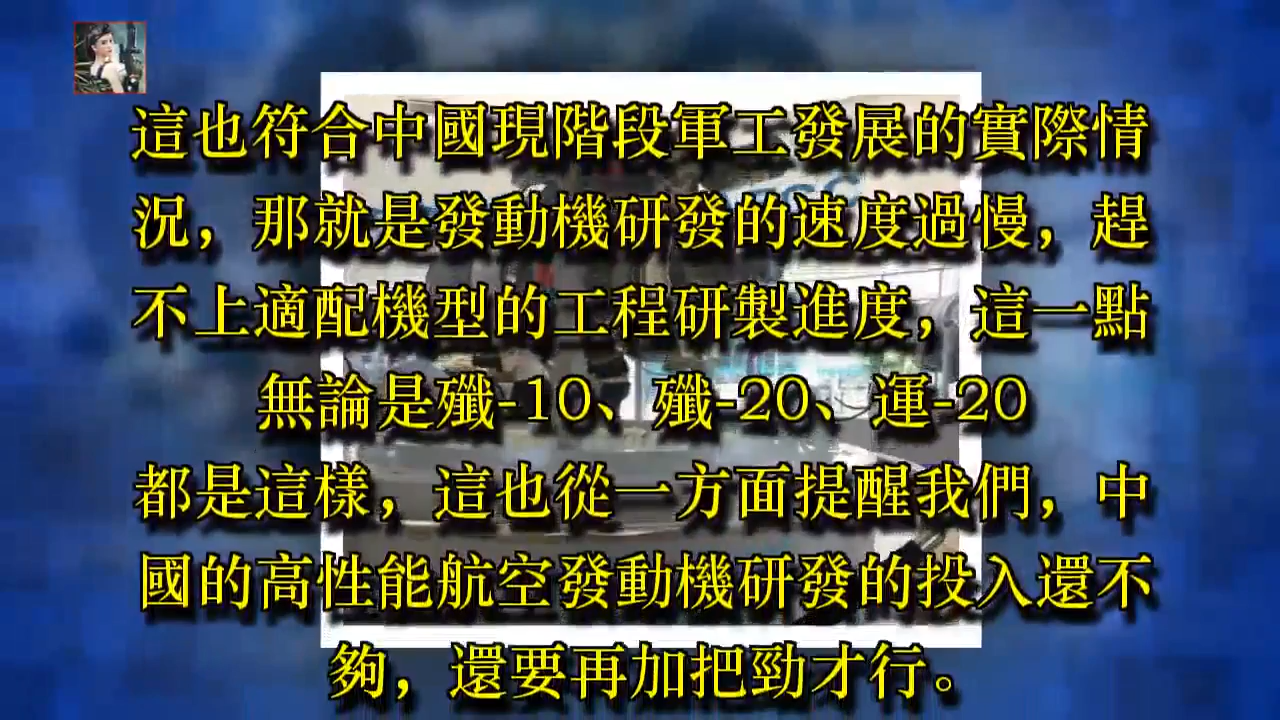 這也符合中國現階段軍工發展的實際情
況，那就是發動機研發的速度過慢，趕
不上適配機型的工程研製進度，這一點
無論是殲-10、殲-20、運-20
都是這樣，這也從一方面提醒我們，中
國的高性能航空發動機研發的投入還不
夠，還要再加把勁才行。